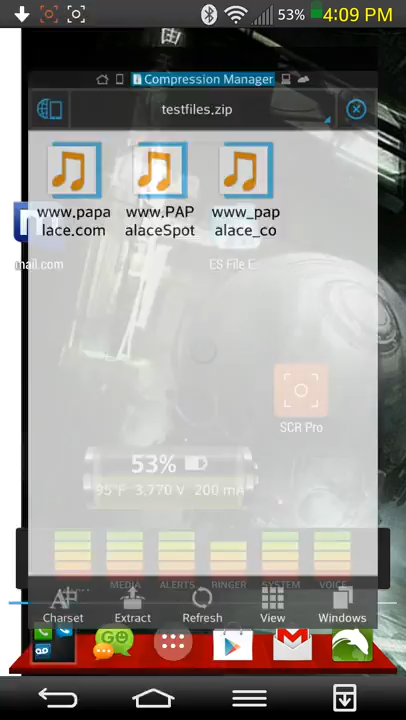 53% 4:09 PM
Compression Manager
testfiles.zip
www.papa
lace.com
www.PAP
alaceSpot
www_pap
alace_co
mail.com
ES File E
SCR Pro
53%
95°F 3,770 V 200 mA
MEDIA ALERTS RINGER SYSTEM VOICE
Charset Extract Refresh View Windows
GO